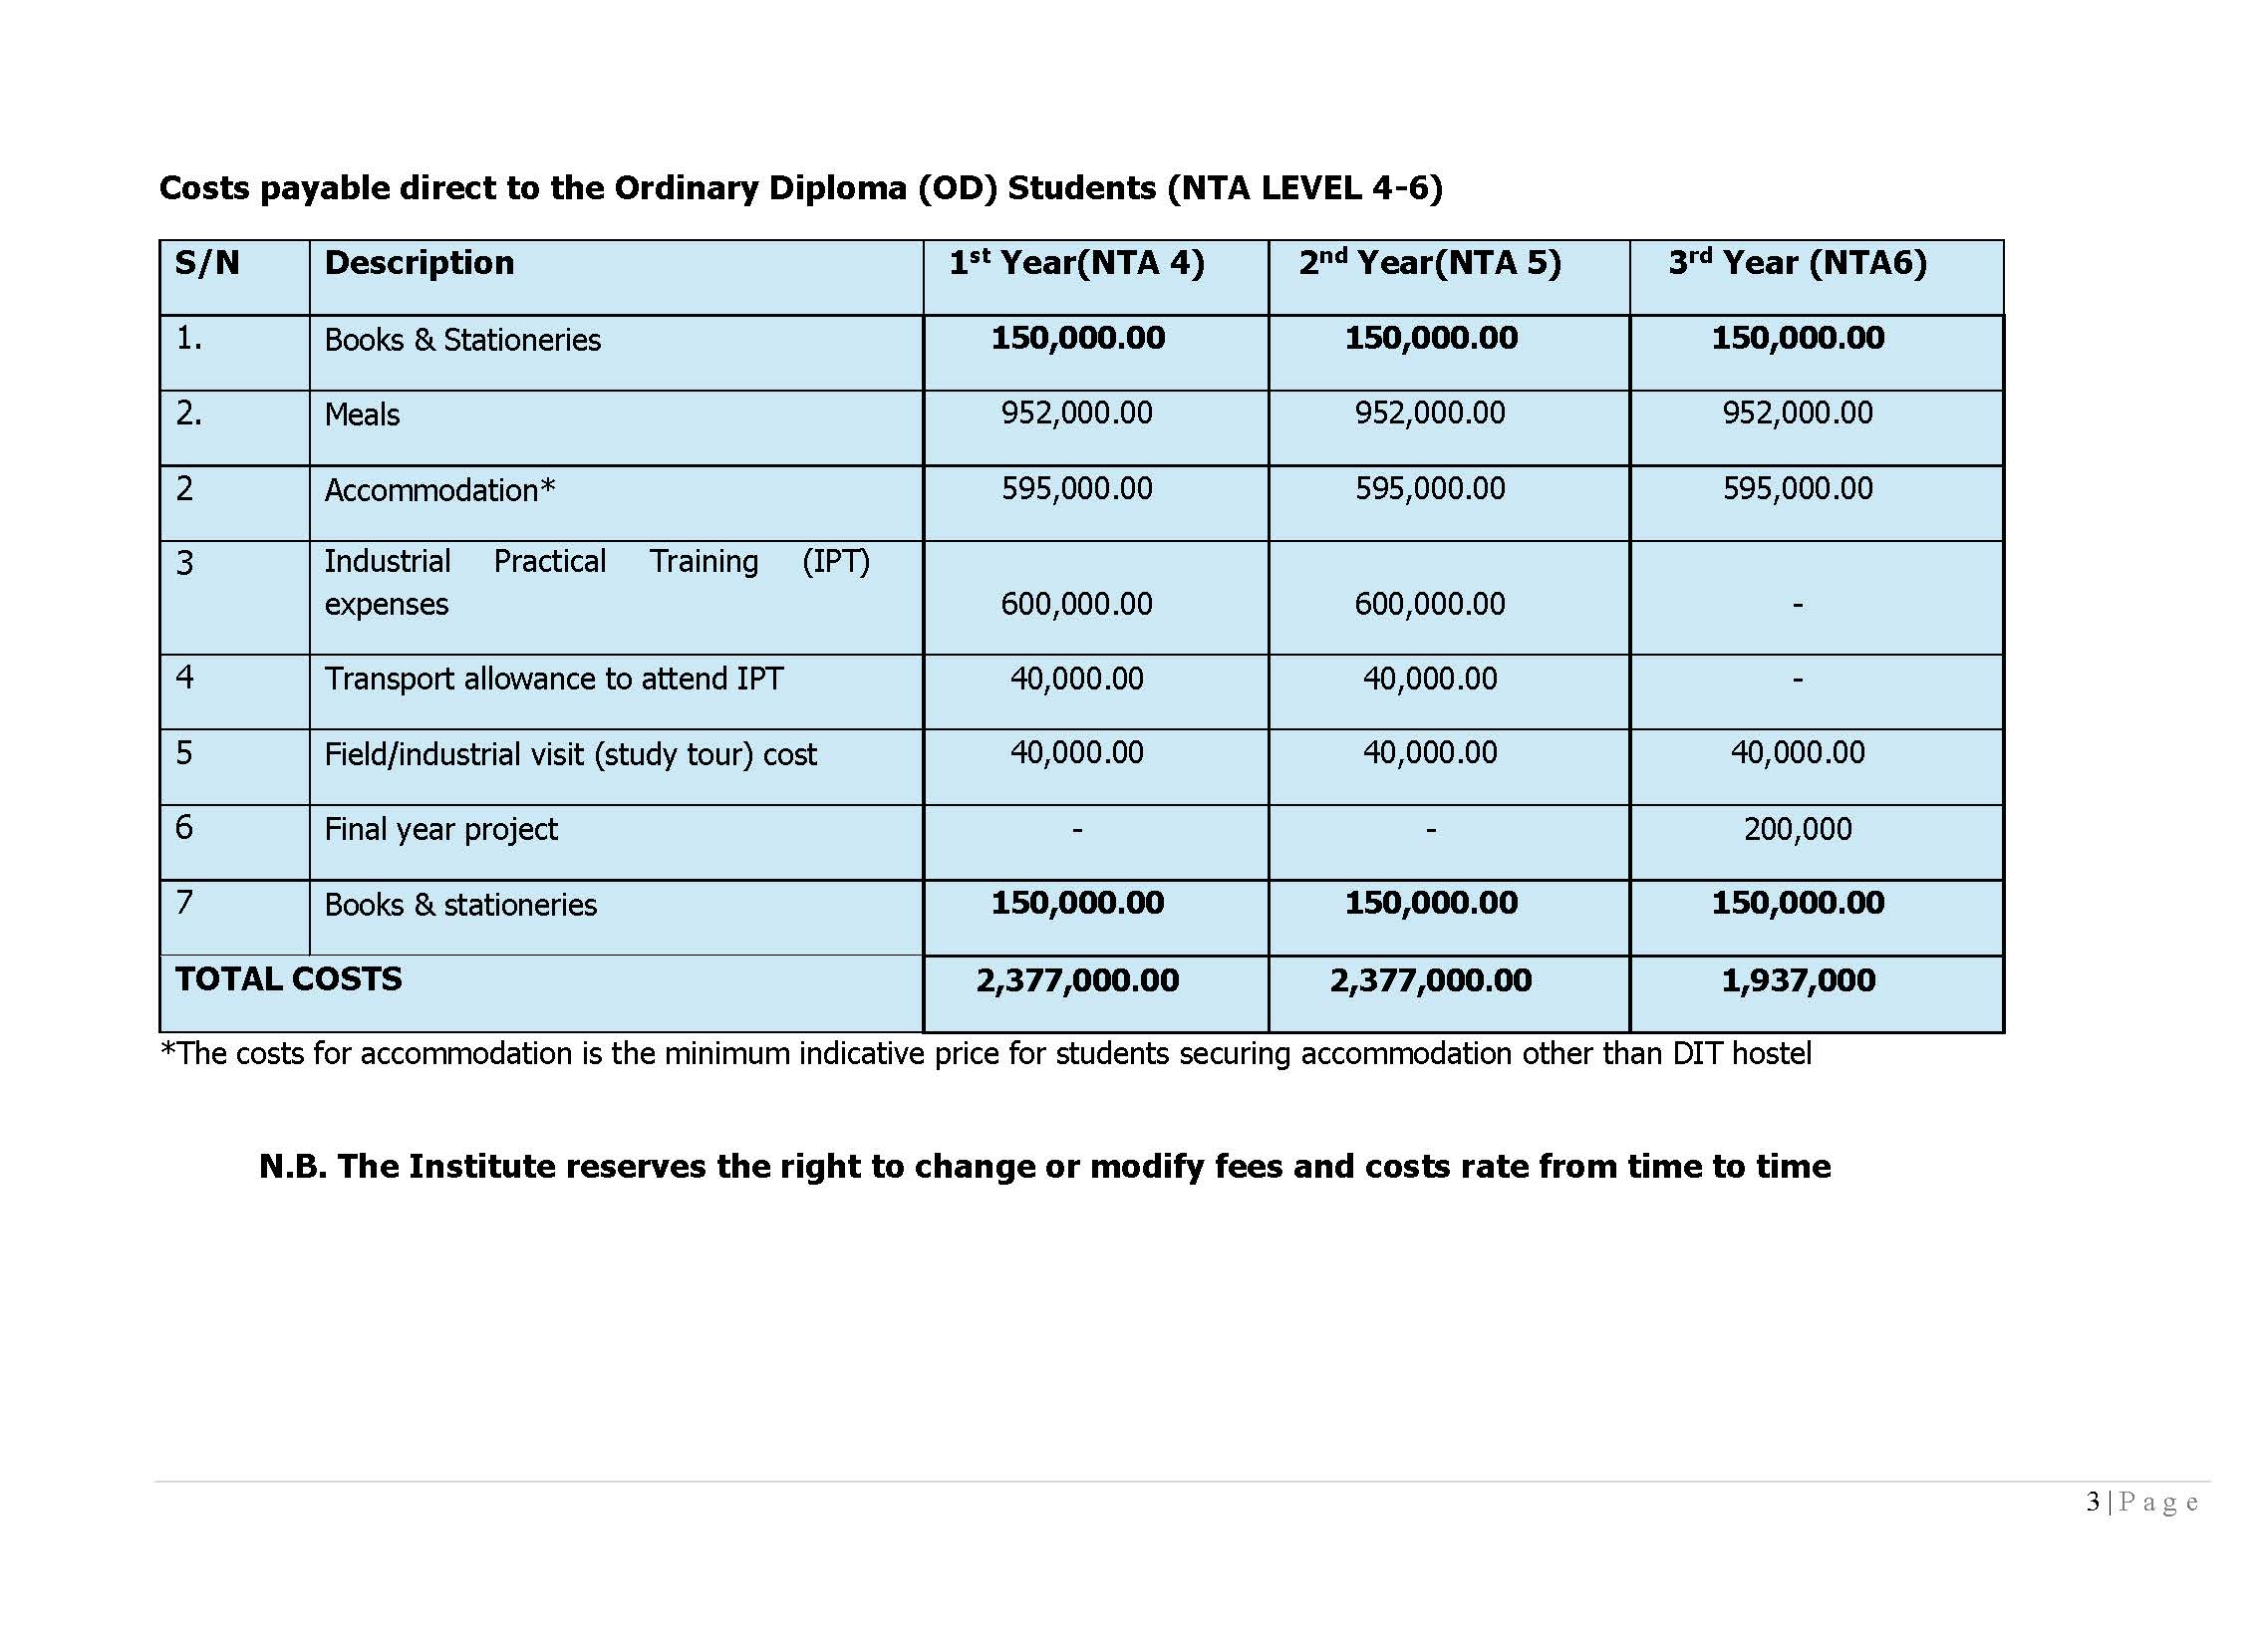 Costs payable direct to the Ordinary Diploma (OD) Students (NTA LEVEL 4-6)
S/N Description 1st Year(NTA 4) 2nd Year(NTA 5) 3rd Year (NTA6)
1. Books & Stationeries 150,000.00 150,000.00 150,000.00
2. Meals 952,000.00 952,000.00 952,000.00
2 Accommodation* 595,000.00 595,000.00 595,000.00
3 Industrial Practical Training (IPT)
expenses 600,000.00 600,000.00 -
4 Transport allowance to attend IPT 40,000.00 40,000.00 -
5 Field/industrial visit (study tour) cost 40,000.00 40,000.00 40,000.00
6 Final year project - - 200,000
7 Books & stationeries 150,000.00 150,000.00 150,000.00
TOTAL COSTS 2,377,000.00 2,377,000.00 1,937,000
*The costs for accommodation is the minimum indicative price for students securing accommodation other than DIT hostel
N.B. The Institute reserves the right to change or modify fees and costs rate from time to time
3 | P a g e